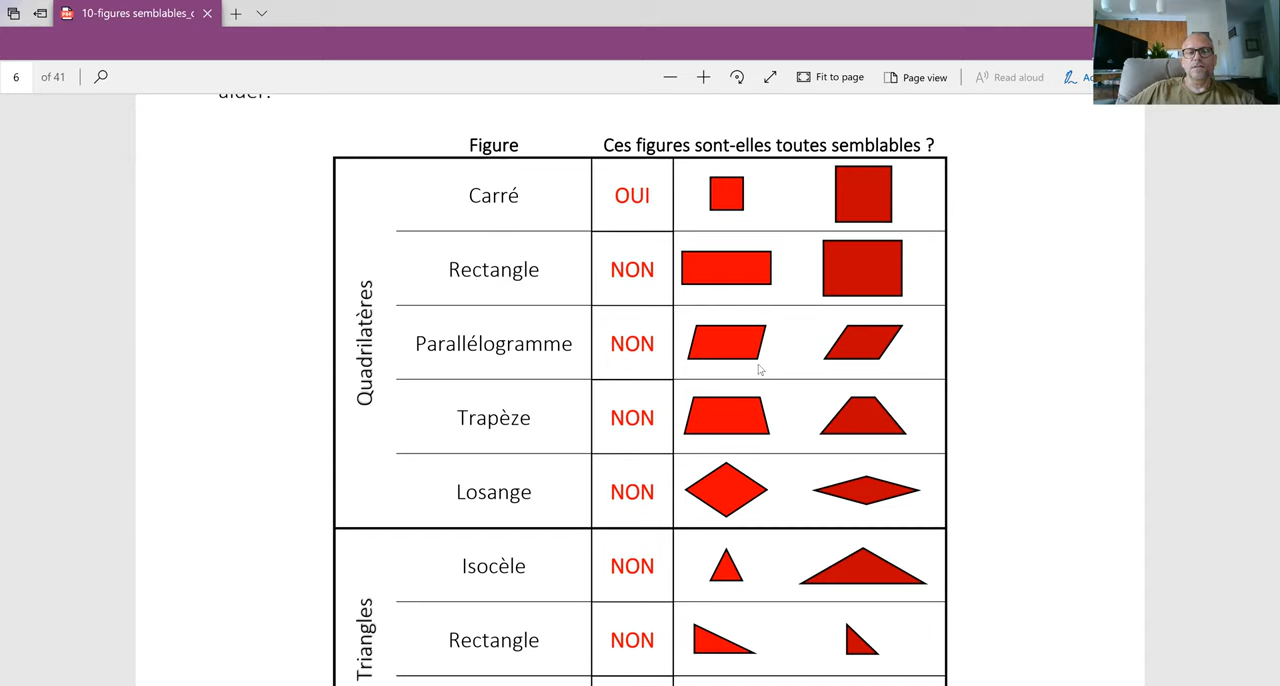 10-figures semblables_c
6 of 41 Fit to page Page view Read aloud
aider.
Figure Ces figures sont-elles toutes semblables ?
Quadrilatères
Carré OUI
Rectangle NON
Parallélogramme NON
Trapèze NON
Losange NON
Triangles
Isocèle NON
Rectangle NON